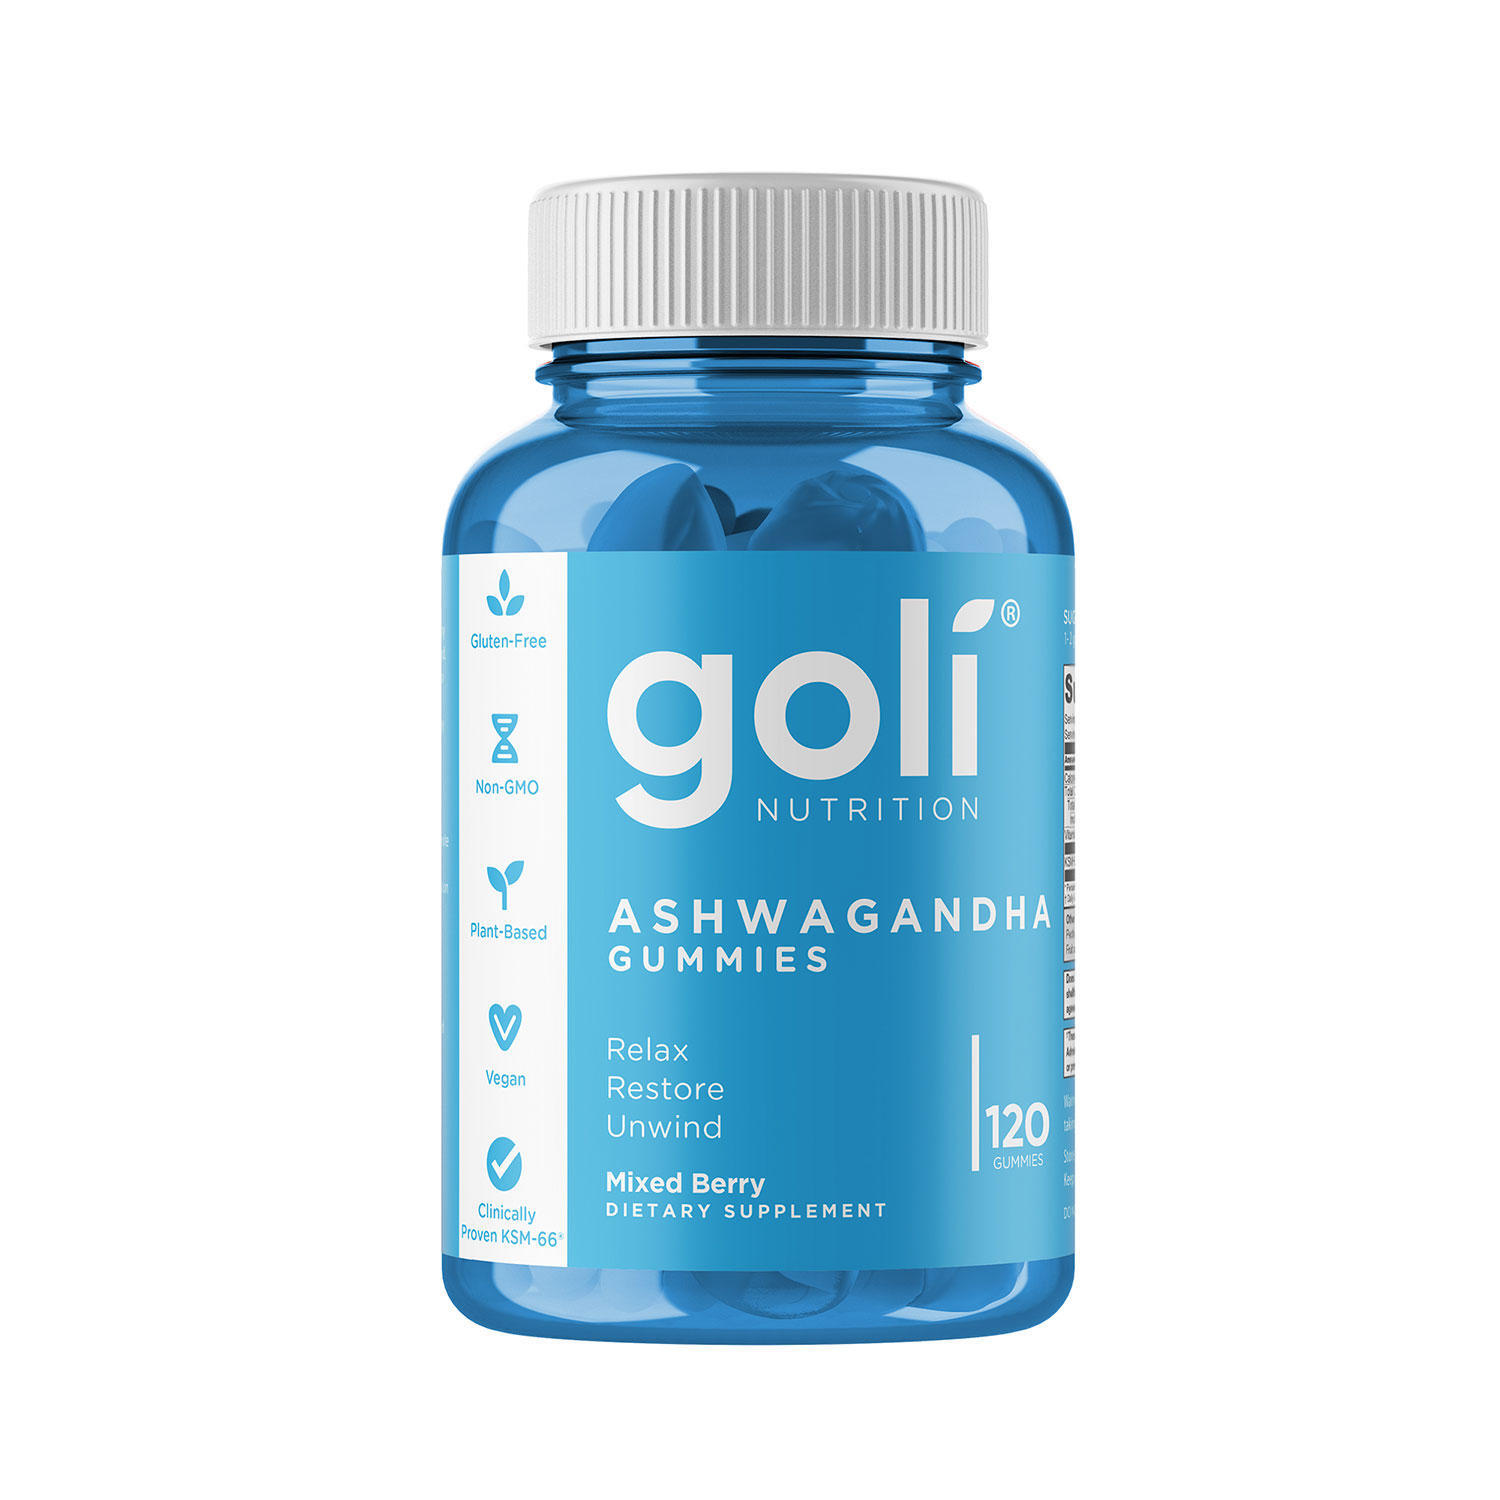 Gluten-Free
Non-GMO
Plant-Based
Vegan
Clinically
Proven KSM-66®
goli®
NUTRITION
ASHWAGANDHA
GUMMIES
Relax
Restore
Unwind
Mixed Berry
DIETARY SUPPLEMENT
120
GUMMIES